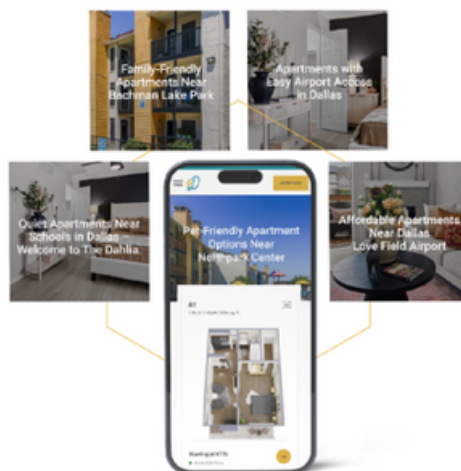 Family-Friendly
Apartments Near
Bachman Lake Park
Apartments with
Easy Airport Access
in Dallas
Quiet Apartments Near
Schools in Dallas –
Welcome to The Dahlia.
Pet-Friendly Apartment
Options Near
Northpark Center
Affordable Apartments
Near Dallas
Love Field Airport
A1
Starting at